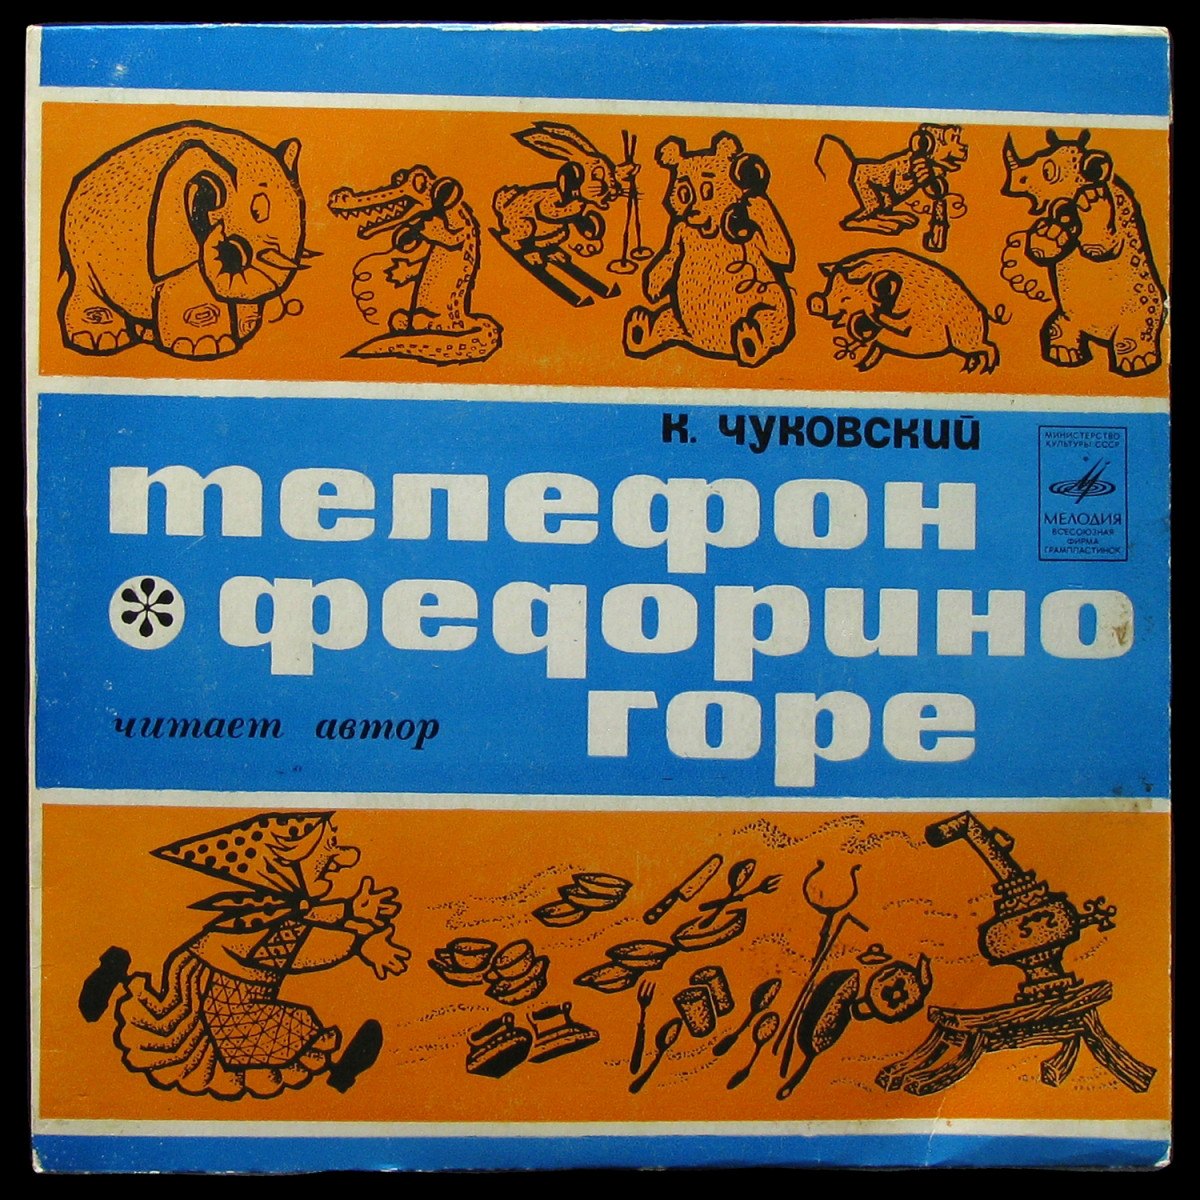 К. ЧУКОВСКИЙ
телефон
федорино
горе
читает автор
МИНИСТЕРСТВО
КУЛЬТУРЫ СССР
МЕЛОДИЯ
ВСЕСОЮЗНАЯ
ФИРМА
ГРАМПЛАСТИНОК